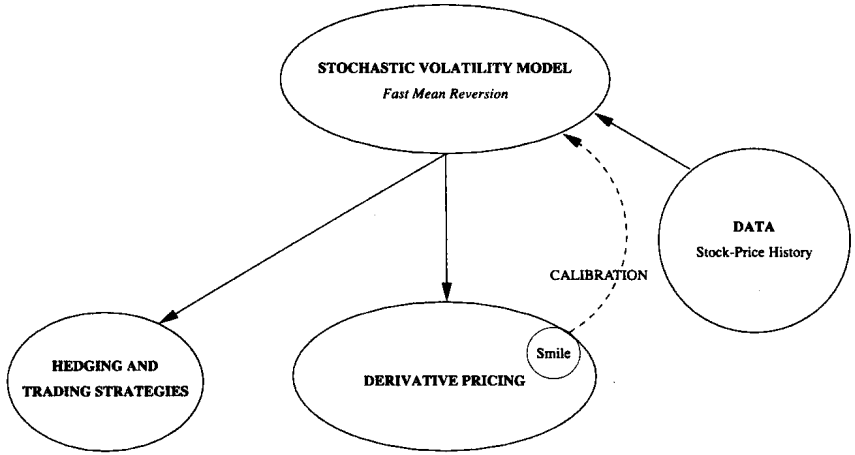 STOCHASTIC VOLATILITY MODEL
Fast Mean Reversion
DATA
Stock-Price History
CALIBRATION
Smile
HEDGING AND
TRADING STRATEGIES
DERIVATIVE PRICING